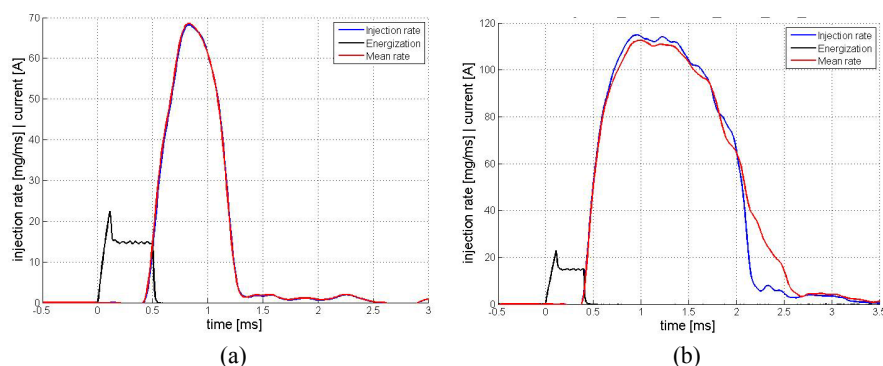 injection rate [mg/ms] | current [A]
70
60
50
40
30
20
10
0
Injection rate
Energization
Mean rate
-0.5 0 0.5 1 1.5 2 2.5 3
time [ms]
(a)
injection rate [mg/ms] | current [A]
120
100
80
60
40
20
0
Injection rate
Energization
Mean rate
-0.5 0 0.5 1 1.5 2 2.5 3 3.5
time [ms]
(b)